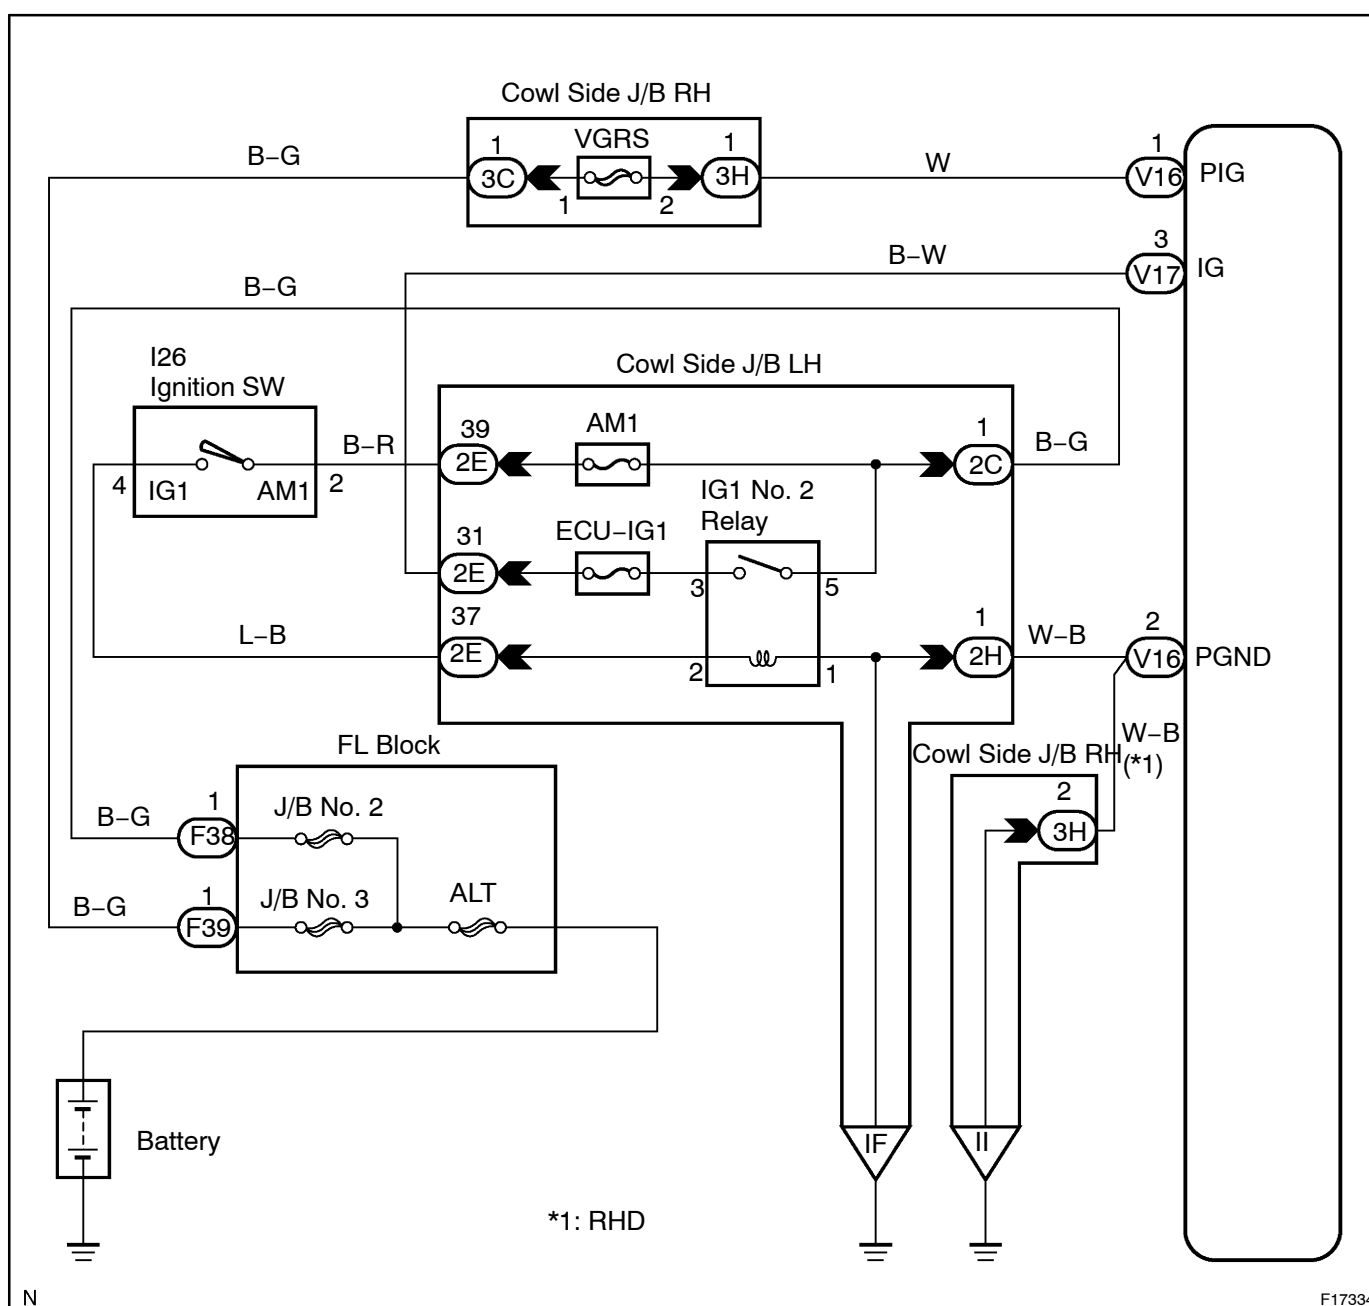 Cowl Side J/B RH
B–G
1
VGRS
1
W
1
3C
3H
V16
PIG
1
2
3
B–W
V17
IG
B–G
I26
Ignition SW
Cowl Side J/B LH
39
AM1
1
B–R
B–G
2E
2C
4
IG1
AM1
2
IG1 No. 2
Relay
31
ECU–IG1
2E
3
5
37
1
2
L–B
W–B
2E
2H
V16
PGND
2
1
FL Block
W–B
(*1)
Cowl Side J/B RH
1
J/B No. 2
2
B–G
F38
3H
1
J/B No. 3
ALT
B–G
F39
Battery
IF
II
*1: RHD
N
F17334